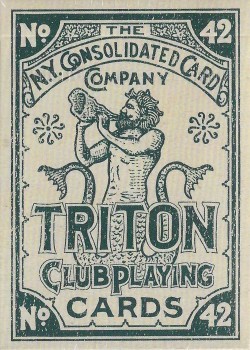 No THE 42
N.Y. CONSOLIDATED CARD
COMPANY
TRITON
CLUB PLAYING
CARDS
No 42